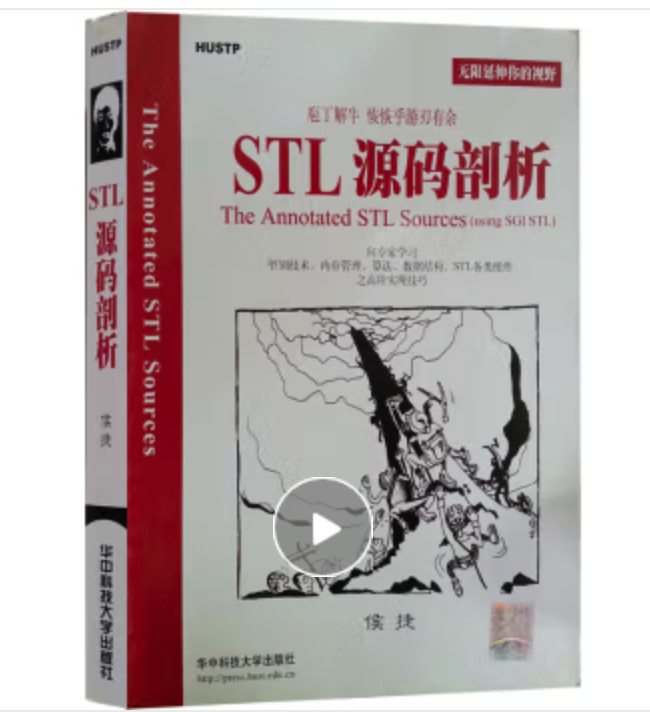 HUSTP
STL
源码剖析
侯捷
华中科技大学出版社
The Annotated STL Sources
HUSTP
无限延伸你的视野
庖丁解牛 恢恢乎游刃有余
STL 源码剖析
The Annotated STL Sources (using SGI STL)
向专家学习
型别技术、内存管理、算法、数据结构、STL各类组件
之高阶实现技巧
侯 捷
华中科技大学出版社
http://press.hust.edu.cn